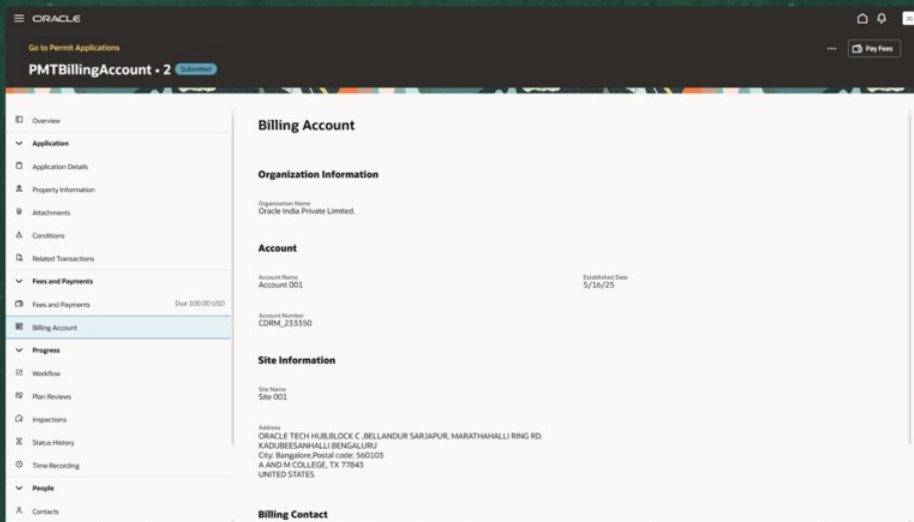 ORACLE
Go to Permit Applications
Pay Fees
PMTBillingAccount - 2 Submitted
Overview
Application
Application Details
Property Information
Attachments
Conditions
Related Transactions
Fees and Payments
Fees and Payments Due 100.00 USD
Billing Account
Progress
Workflow
Plan Reviews
Inspections
Status History
Time Recording
People
Contacts
Billing Account
Organization Information
Organization Name
Oracle India Private Limited.
Account
Account Name
Account 001
Established Date
5/16/25
Account Number
CDRM_233350
Site Information
Site Name
Site 001
Address
ORACLE TECH HUB,BLOCK C ,BELLANDUR SARJAPUR, MARATHAHALLI RING RD.
KADUBEESANHALLI BENGALURU
City: Bangalore,Postal code: 560103
A AND M COLLEGE, TX 77843
UNITED STATES
Billing Contact